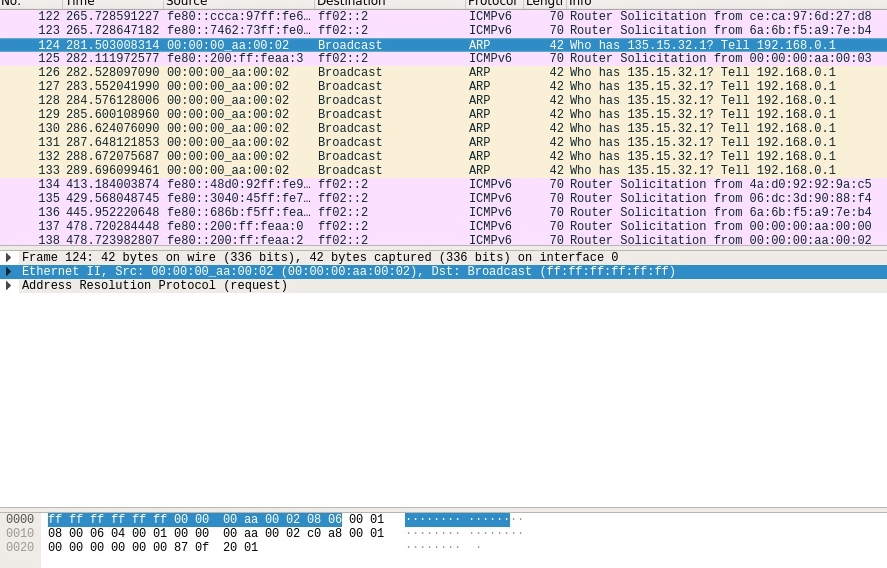 No. Time Source Destination Protocol Length Info
122 265.728591227 fe80::ccca:97ff:fe6… ff02::2 ICMPv6 70 Router Solicitation from ce:ca:97:6d:27:d8
123 265.728647182 fe80::7462:73ff:fe0… ff02::2 ICMPv6 70 Router Solicitation from 6a:6b:f5:a9:7e:b4
124 281.503008314 00:00:00_aa:00:02 Broadcast ARP 42 Who has 135.15.32.1? Tell 192.168.0.1
125 282.111972577 fe80::200:ff:feaa:3 ff02::2 ICMPv6 70 Router Solicitation from 00:00:00:aa:00:03
126 282.528097090 00:00:00_aa:00:02 Broadcast ARP 42 Who has 135.15.32.1? Tell 192.168.0.1
127 283.552041990 00:00:00_aa:00:02 Broadcast ARP 42 Who has 135.15.32.1? Tell 192.168.0.1
128 284.576128006 00:00:00_aa:00:02 Broadcast ARP 42 Who has 135.15.32.1? Tell 192.168.0.1
129 285.600108960 00:00:00_aa:00:02 Broadcast ARP 42 Who has 135.15.32.1? Tell 192.168.0.1
130 286.624076090 00:00:00_aa:00:02 Broadcast ARP 42 Who has 135.15.32.1? Tell 192.168.0.1
131 287.648121853 00:00:00_aa:00:02 Broadcast ARP 42 Who has 135.15.32.1? Tell 192.168.0.1
132 288.672075687 00:00:00_aa:00:02 Broadcast ARP 42 Who has 135.15.32.1? Tell 192.168.0.1
133 289.696099461 00:00:00_aa:00:02 Broadcast ARP 42 Who has 135.15.32.1? Tell 192.168.0.1
134 413.184003874 fe80::48d0:92ff:fe9… ff02::2 ICMPv6 70 Router Solicitation from 4a:d0:92:92:9a:c5
135 429.568048745 fe80::3040:45ff:fe7… ff02::2 ICMPv6 70 Router Solicitation from 06:dc:3d:90:88:f4
136 445.952220648 fe80::686b:f5ff:fea… ff02::2 ICMPv6 70 Router Solicitation from 6a:6b:f5:a9:7e:b4
137 478.720284448 fe80::200:ff:feaa:0 ff02::2 ICMPv6 70 Router Solicitation from 00:00:00:aa:00:00
138 478.723982807 fe80::200:ff:feaa:2 ff02::2 ICMPv6 70 Router Solicitation from 00:00:00:aa:00:02
Frame 124: 42 bytes on wire (336 bits), 42 bytes captured (336 bits) on interface 0
Ethernet II, Src: 00:00:00_aa:00:02 (00:00:00:aa:00:02), Dst: Broadcast (ff:ff:ff:ff:ff:ff)
Address Resolution Protocol (request)
0000 ff ff ff ff ff ff 00 00 00 aa 00 02 08 06 00 01 ········ ········
0010 08 00 06 04 00 01 00 00 00 aa 00 02 c0 a8 00 01 ········ ········
0020 00 00 00 00 00 00 87 0f 20 01 ········ ·